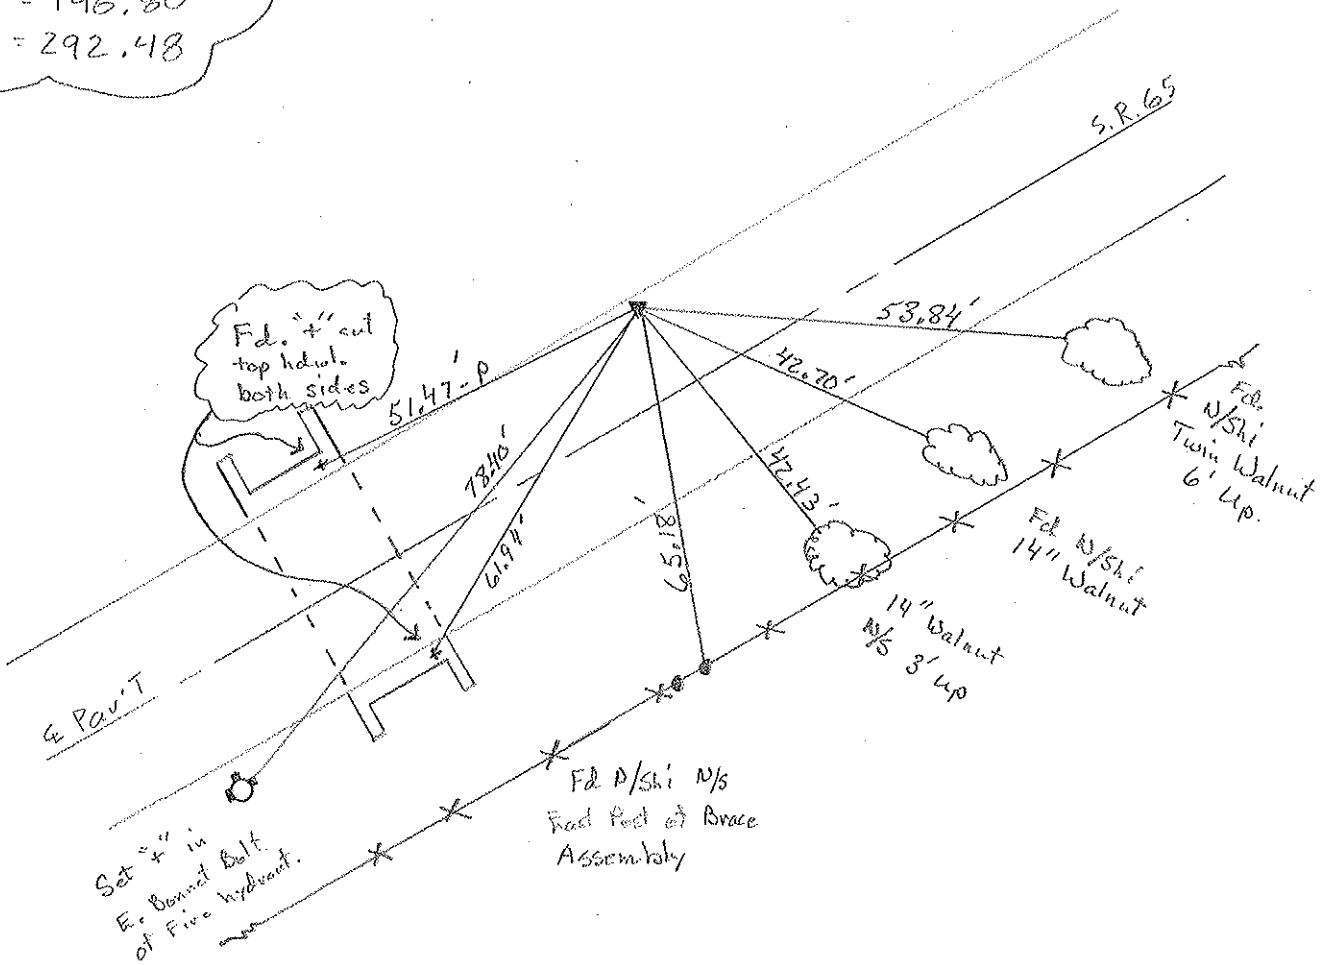 = 292.48
S.R. 65
Fd. "+" cut
top hdwl.
both sides
51.47'-P
78.40'
61.94'
65.18'
42.43'
42.70'
53.84'
Fd.
N/Shi
Twin Walnut
6' Up.
Fd N/Shi
14" Walnut
14" Walnut
N/S 3' Up
℄ Pav'T
Fd N/Shi N/S
East Post of Brace
Assembly
Set "+" in
E. Bonnet Bolt
of Fire hydrant.